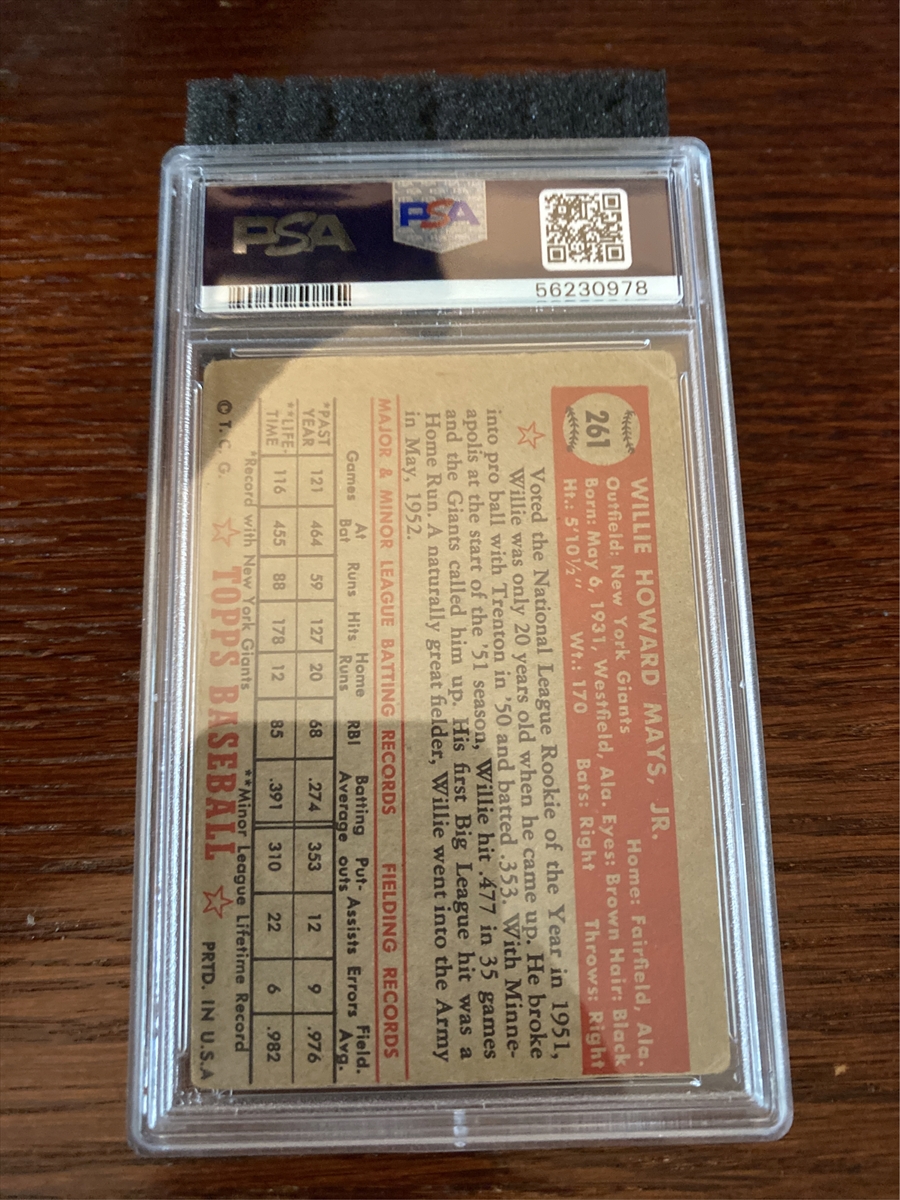 PSA
PSA
56230978
261
WILLIE HOWARD MAYS, JR.
Outfield: New York Giants Home: Fairfield, Ala.
Born: May 6, 1931, Westfield, Ala. Eyes: Brown Hair: Black
Ht.: 5'10½" Wt.: 170 Bats: Right Throws: Right
Voted the National League Rookie of the Year in 1951,
Willie was only 20 years old when he came up. He broke
into pro ball with Trenton in '50 and batted .353. With Minne-
apolis at the start of the '51 season, Willie hit .477 in 35 games
and the Giants called him up. His first Big League hit was a
Home Run. A naturally great fielder, Willie went into the Army
in May, 1952.
MAJOR & MINOR LEAGUE BATTING RECORDS FIELDING RECORDS
Games At Bat Runs Hits Home Runs RBI Batting Average Put-outs Assists Errors Field. Avg.
*PAST YEAR 121 464 59 127 20 68 .274 353 12 9 .976
**LIFE-TIME 116 455 88 178 12 85 .391 310 22 6 .982
*Record with New York Giants **Minor League Lifetime Record
© T. C. G. TOPPS BASEBALL PRTD. IN U.S.A